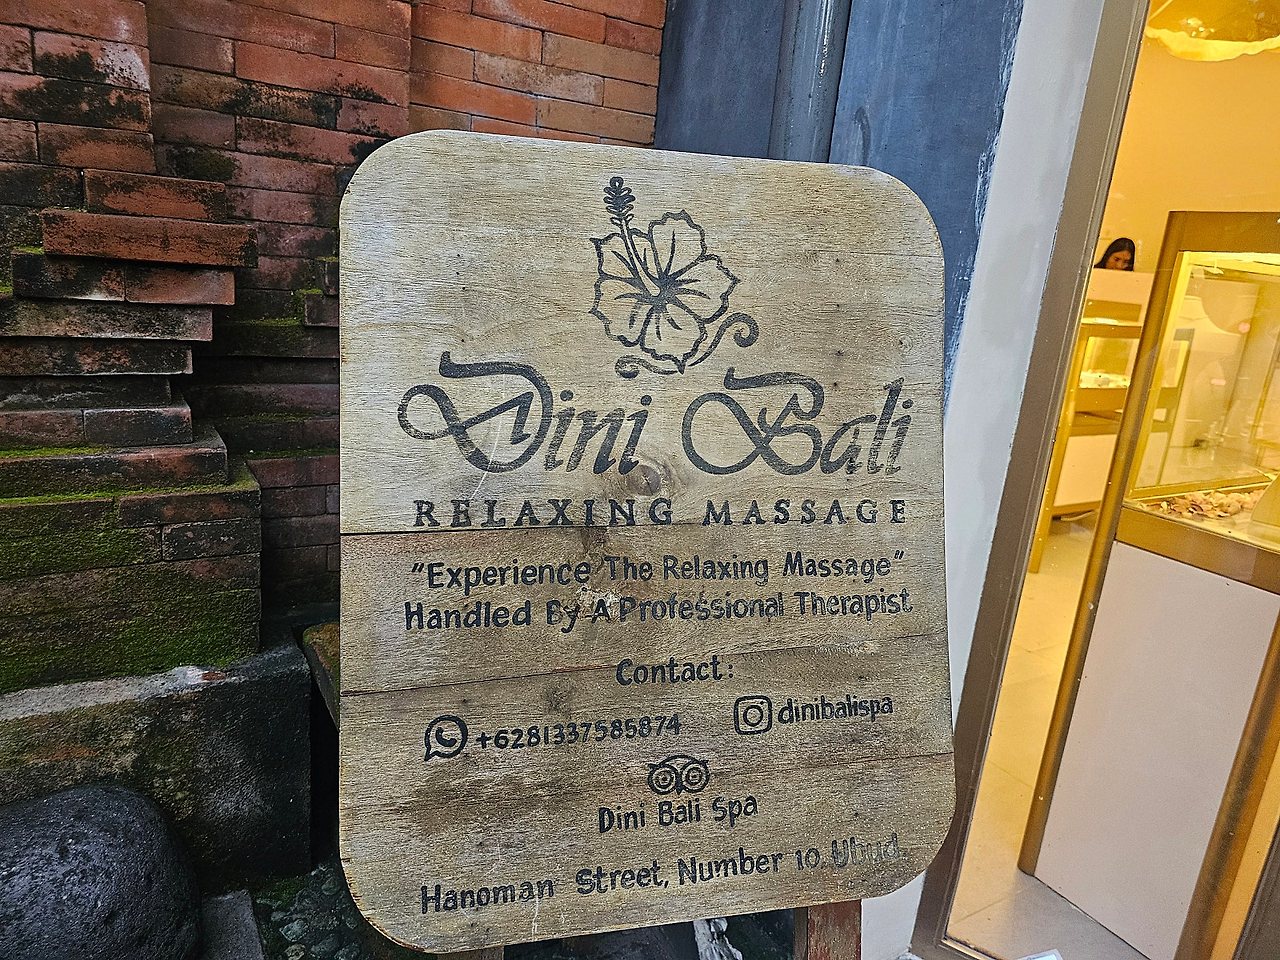 Dini Bali
RELAXING MASSAGE
"Experience The Relaxing Massage"
Handled By A Professional Therapist
Contact:
+6281337585874 dinibalispa
Dini Bali Spa
Hanoman Street, Number 10 Ubud